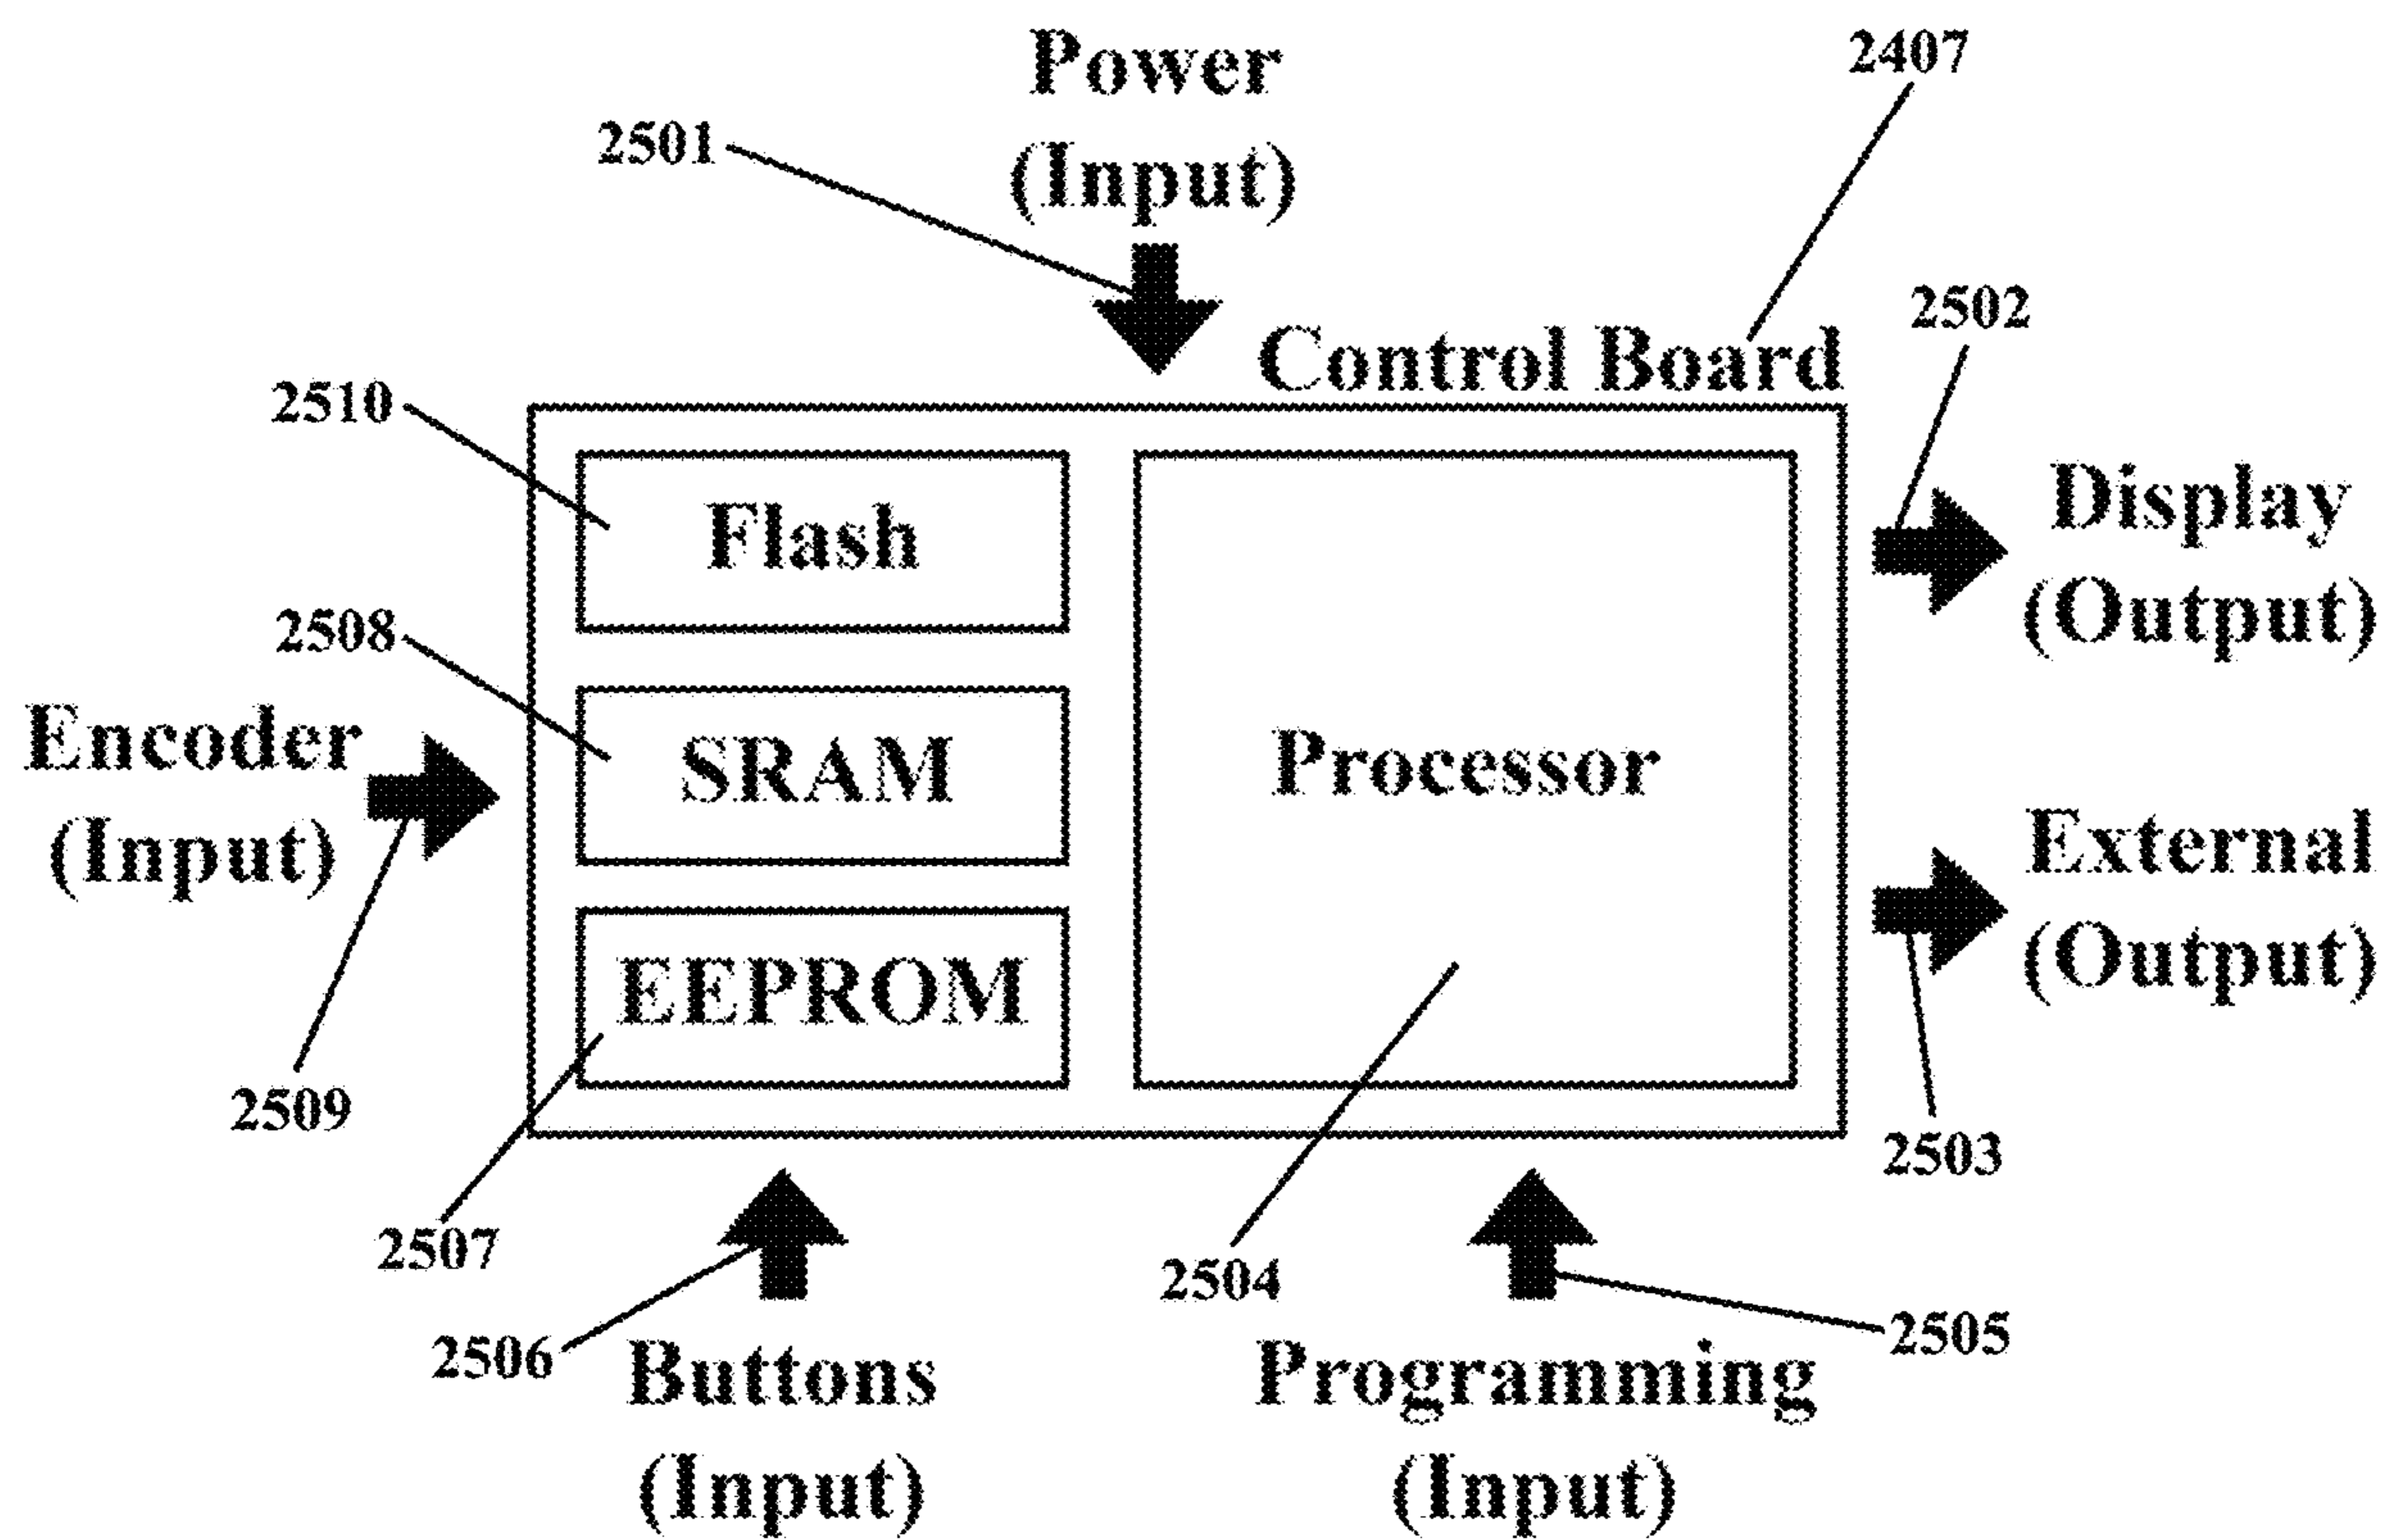 Power
(Input)
2407
2501
2502
Control Board
2510
Flash
Display
(Output)
2508
SRAM
Processor
Encoder
(Input)
External
(Output)
EEPROM
2509
2503
2507
2504
2506
2505
Buttons
(Input)
Programming
(Input)